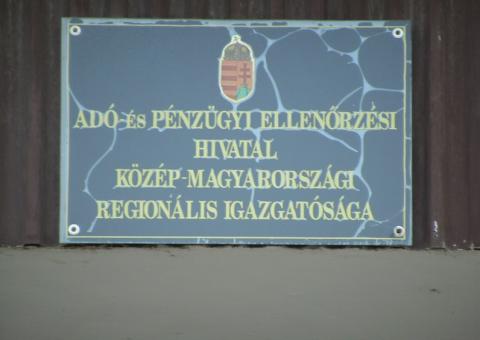 ADÓ-és PÉNZÜGYI ELLENŐRZÉSI
HIVATAL
KÖZÉP-MAGYARORSZÁGI
REGIONÁLIS IGAZGATÓSÁGA